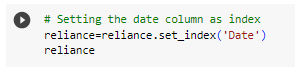 # Setting the date column as index
reliance=reliance.set_index('Date')
reliance